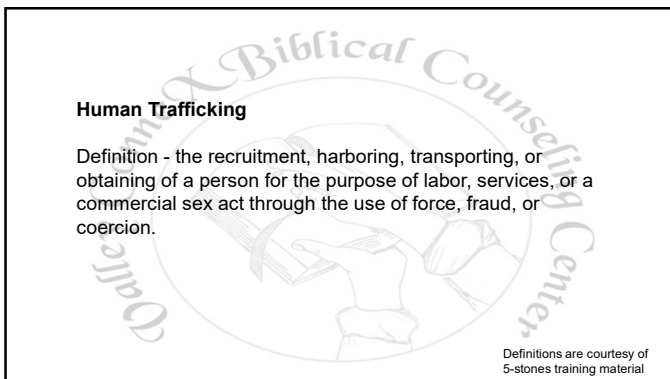 Biblical Counseling Center
Human Trafficking
Definition - the recruitment, harboring, transporting, or
obtaining of a person for the purpose of labor, services, or a
commercial sex act through the use of force, fraud, or
coercion.
Definitions are courtesy of
5-stones training material